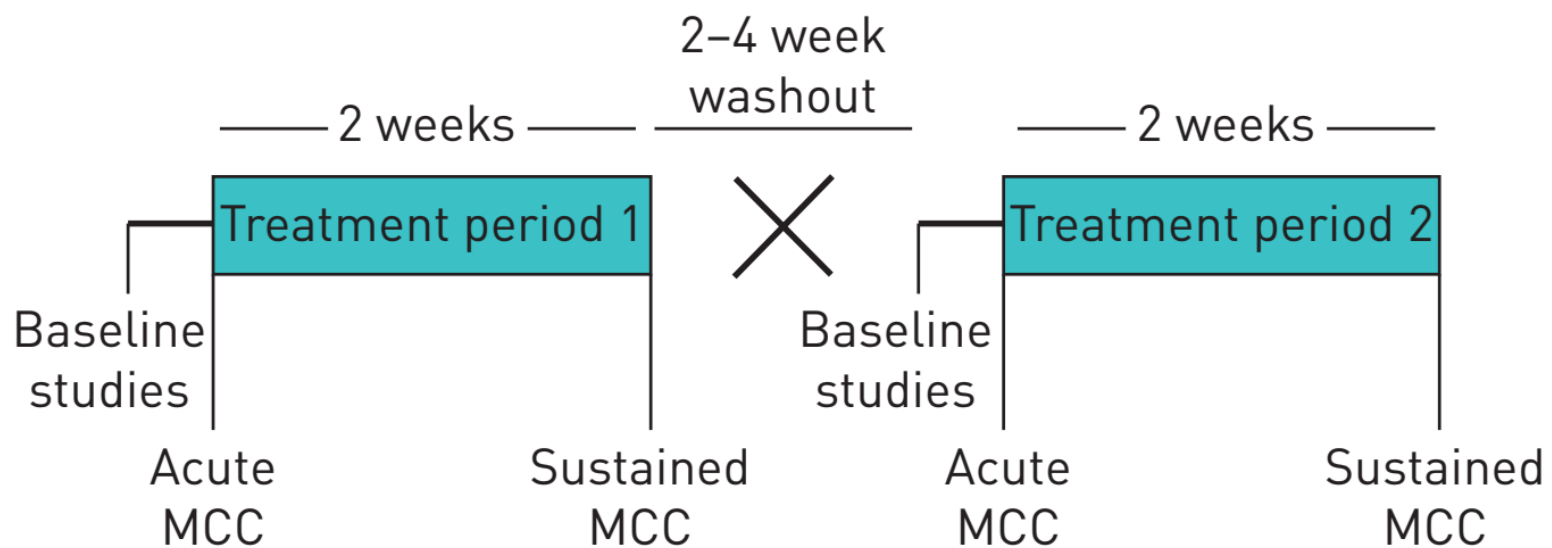 2–4 week
washout
2 weeks
2 weeks
Treatment period 1
Treatment period 2
Baseline
studies
Baseline
studies
Acute
MCC
Sustained
MCC
Acute
MCC
Sustained
MCC